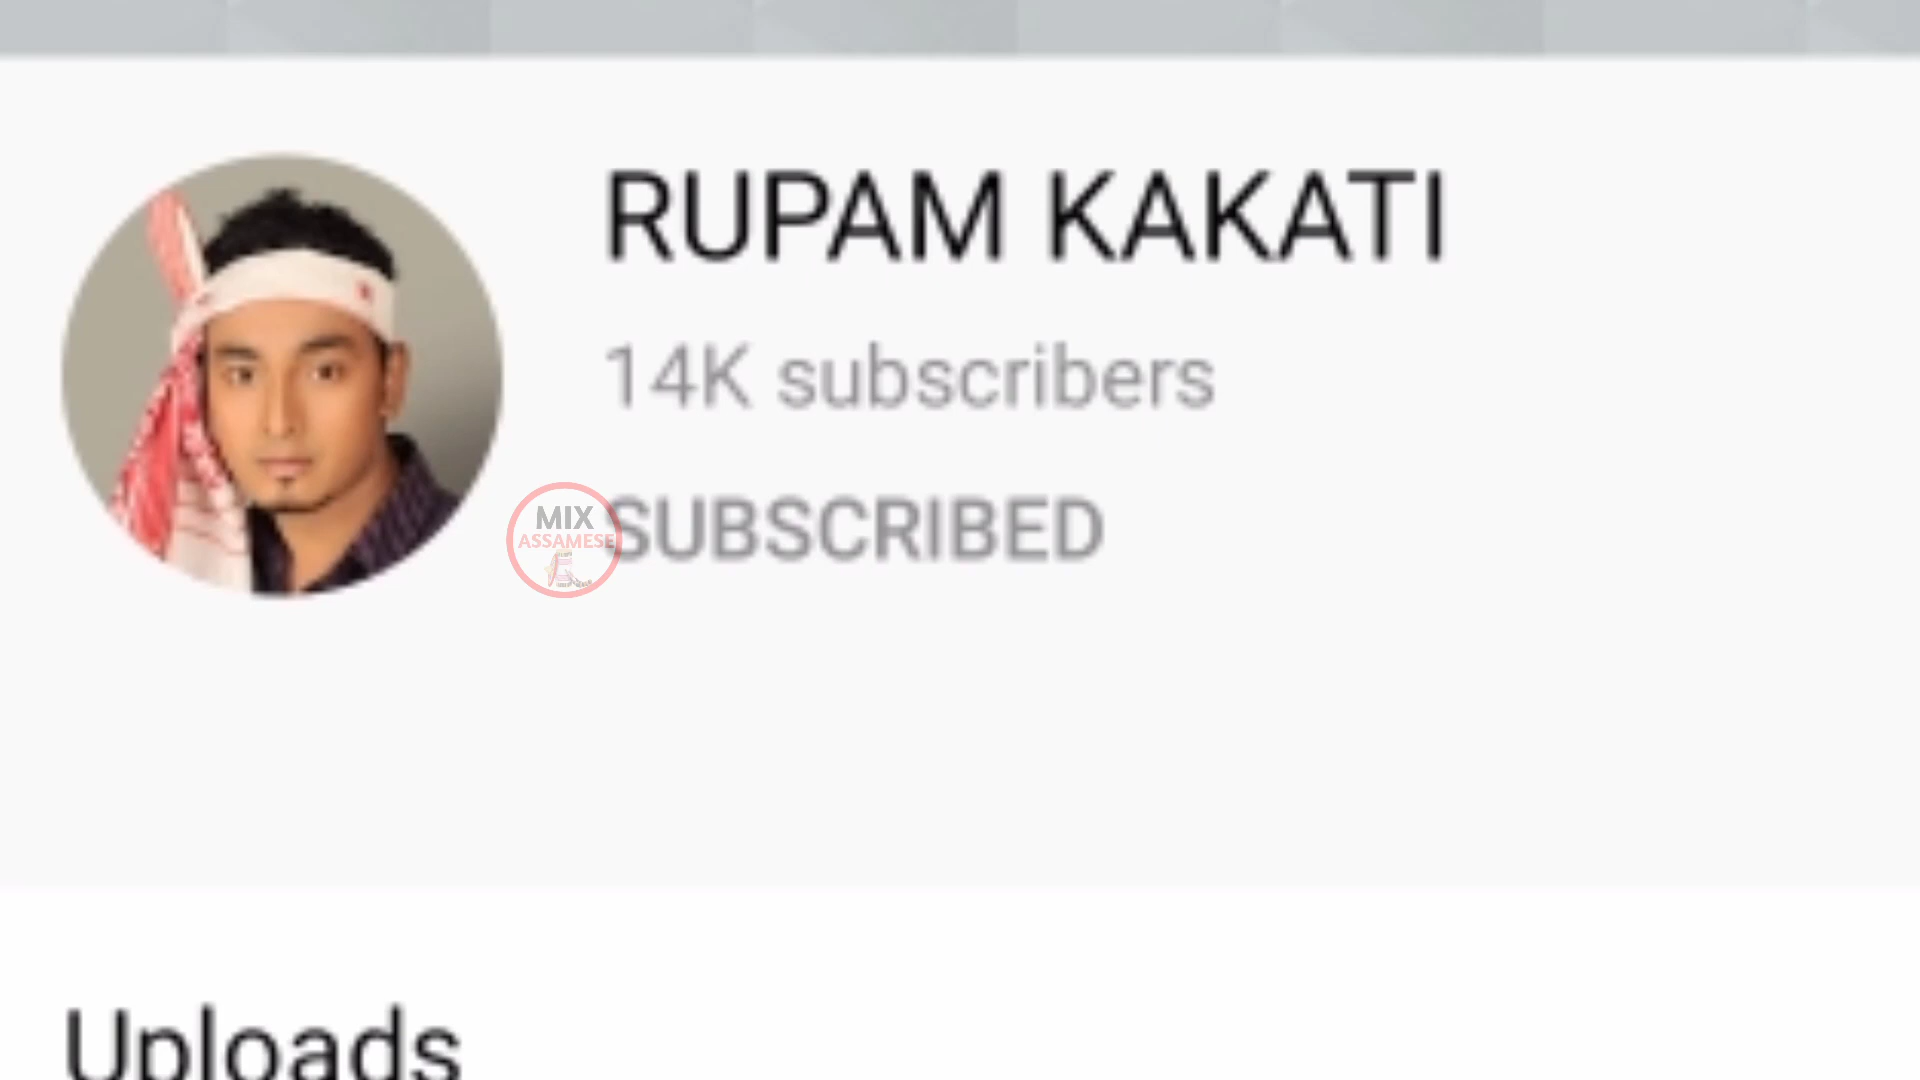 RUPAM KAKATI
14K subscribers
SUBSCRIBED
MIX
ASSAMESE
Uploads